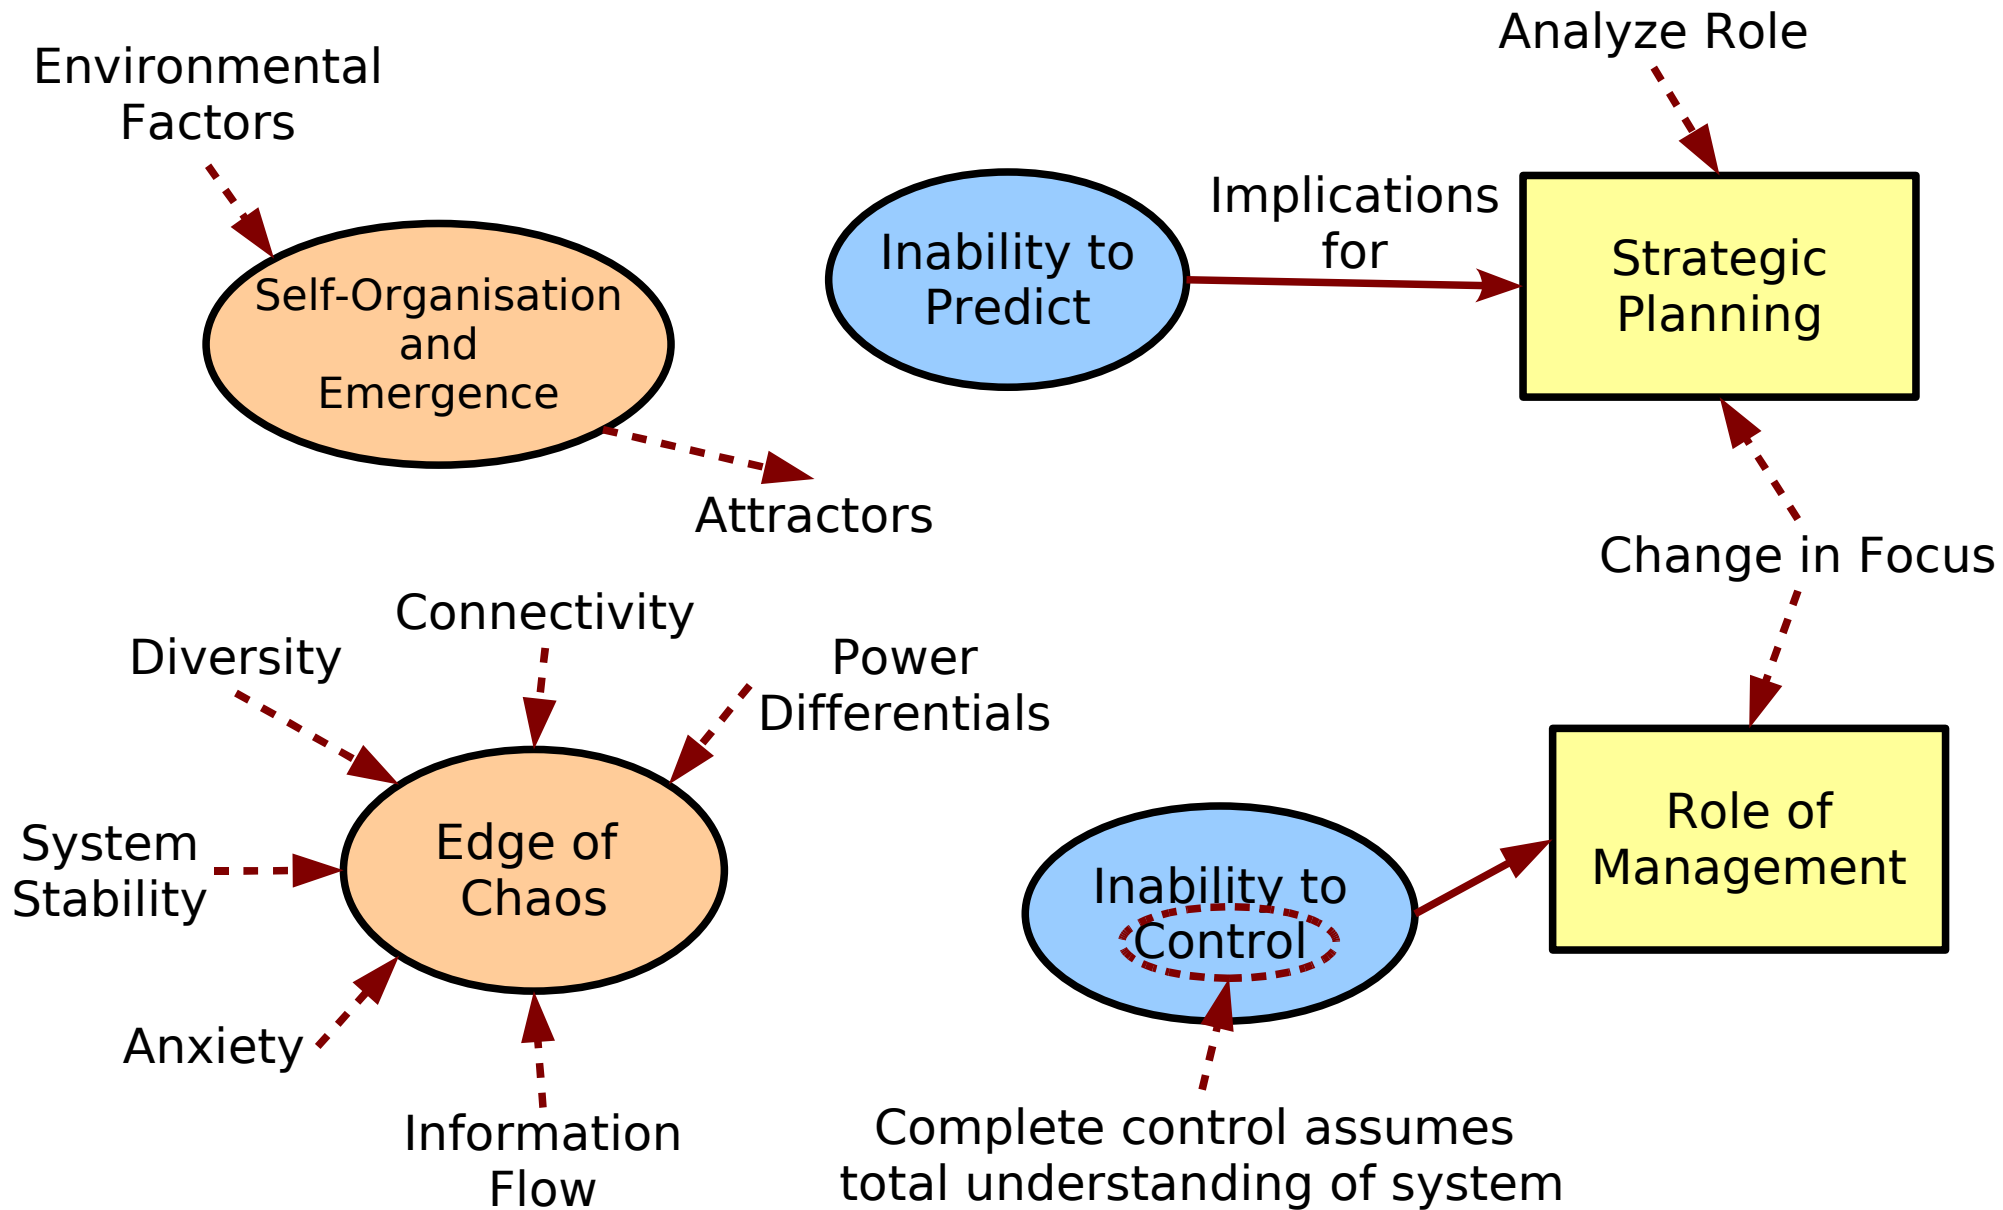 Analyze Role
Environmental
Factors
Implications
for
Inability to
Predict
Strategic
Planning
Self-Organisation
and
Emergence
Attractors
Change in Focus
Connectivity
Diversity
Power
Differentials
System
Stability
Edge of
Chaos
Role of
Management
Inability to
Control
Anxiety
Information
Flow
Complete control assumes
total understanding of system